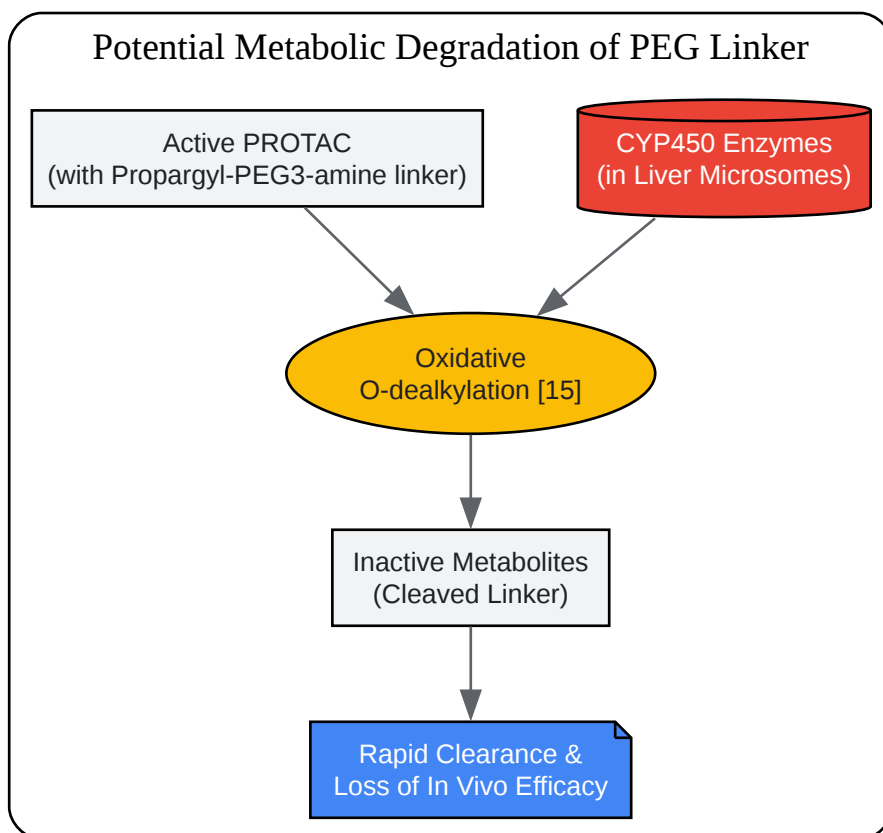 Potential Metabolic Degradation of PEG Linker
Active PROTAC
(with Propargyl-PEG3-amine linker)
CYP450 Enzymes
(in Liver Microsomes)
Oxidative
O-dealkylation [15]
Inactive Metabolites
(Cleaved Linker)
Rapid Clearance &
Loss of In Vivo Efficacy